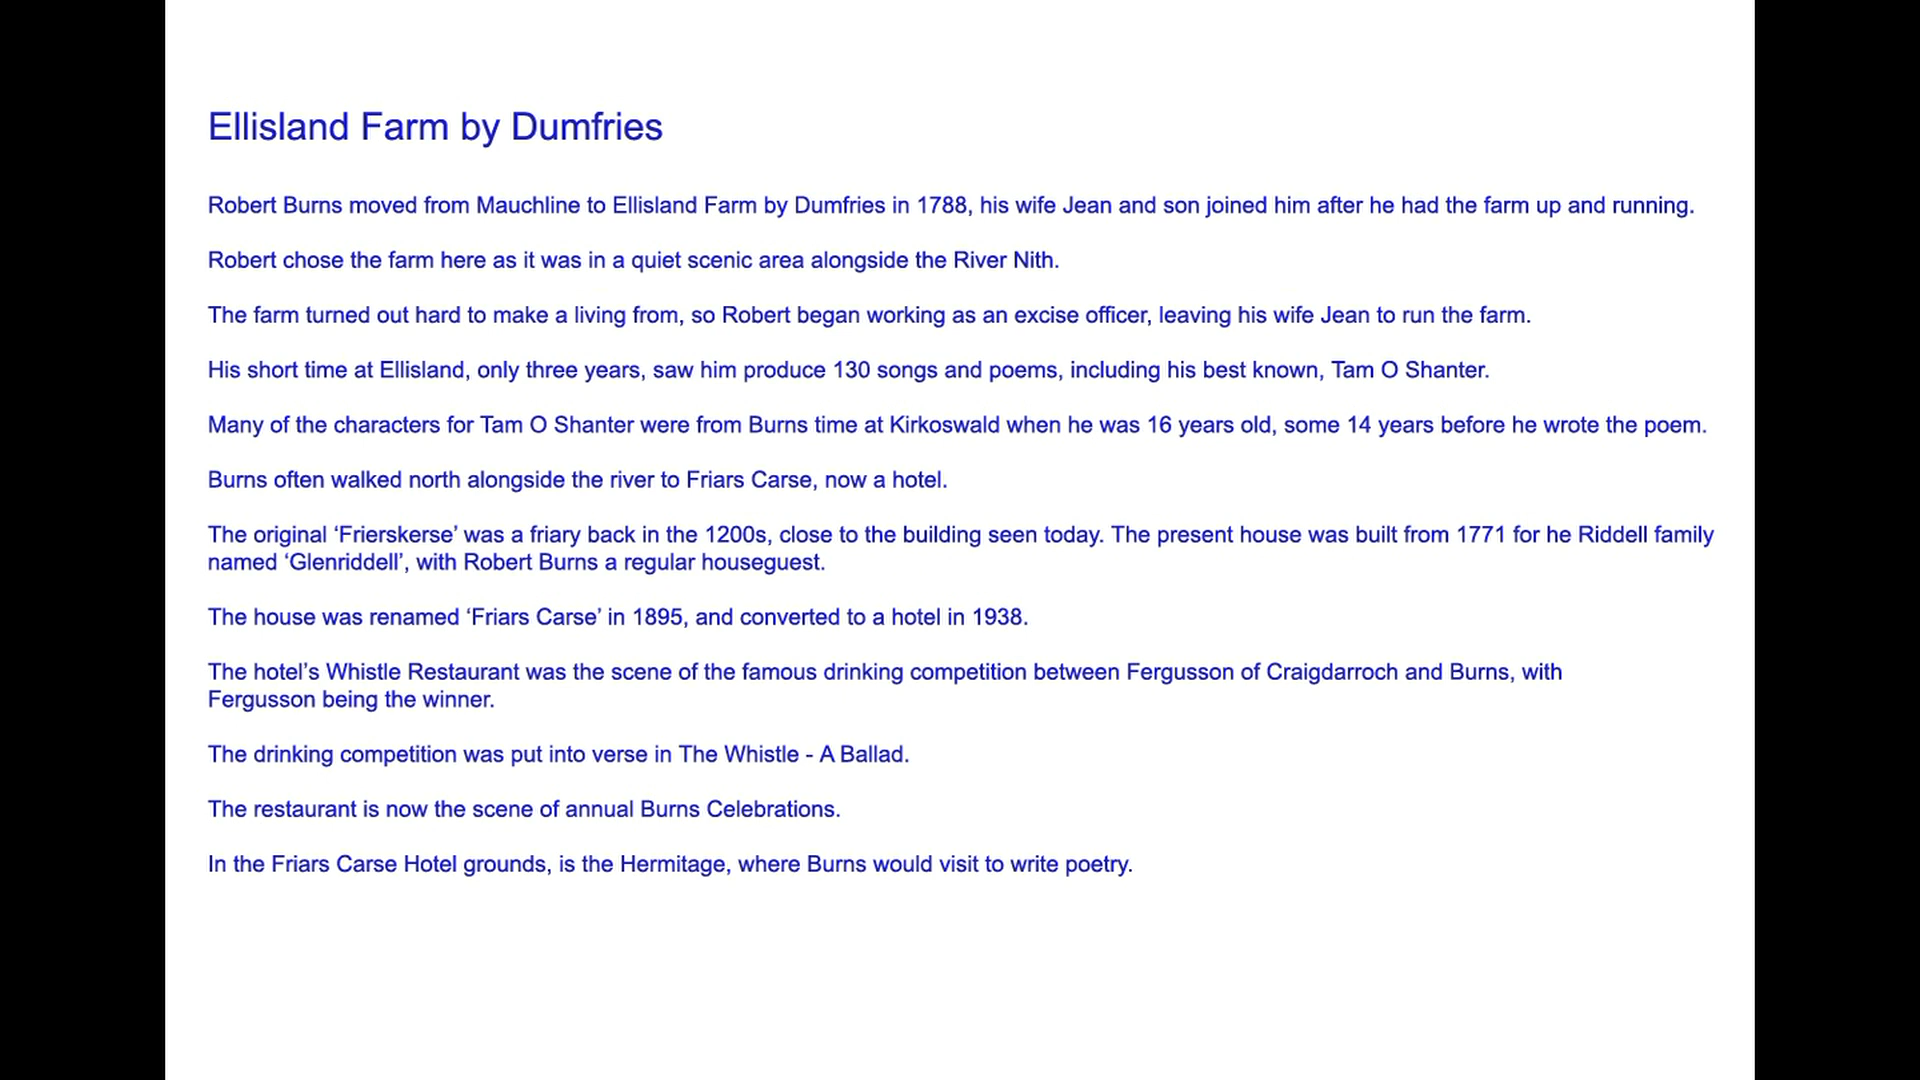 Ellisland Farm by Dumfries
Robert Burns moved from Mauchline to Ellisland Farm by Dumfries in 1788, his wife Jean and son joined him after he had the farm up and running.
Robert chose the farm here as it was in a quiet scenic area alongside the River Nith.
The farm turned out hard to make a living from, so Robert began working as an excise officer, leaving his wife Jean to run the farm.
His short time at Ellisland, only three years, saw him produce 130 songs and poems, including his best known, Tam O Shanter.
Many of the characters for Tam O Shanter were from Burns time at Kirkoswald when he was 16 years old, some 14 years before he wrote the poem.
Burns often walked north alongside the river to Friars Carse, now a hotel.
The original ‘Frierskerse’ was a friary back in the 1200s, close to the building seen today. The present house was built from 1771 for he Riddell family
named ‘Glenriddell’, with Robert Burns a regular houseguest.
The house was renamed ‘Friars Carse’ in 1895, and converted to a hotel in 1938.
The hotel’s Whistle Restaurant was the scene of the famous drinking competition between Fergusson of Craigdarroch and Burns, with
Fergusson being the winner.
The drinking competition was put into verse in The Whistle - A Ballad.
The restaurant is now the scene of annual Burns Celebrations.
In the Friars Carse Hotel grounds, is the Hermitage, where Burns would visit to write poetry.